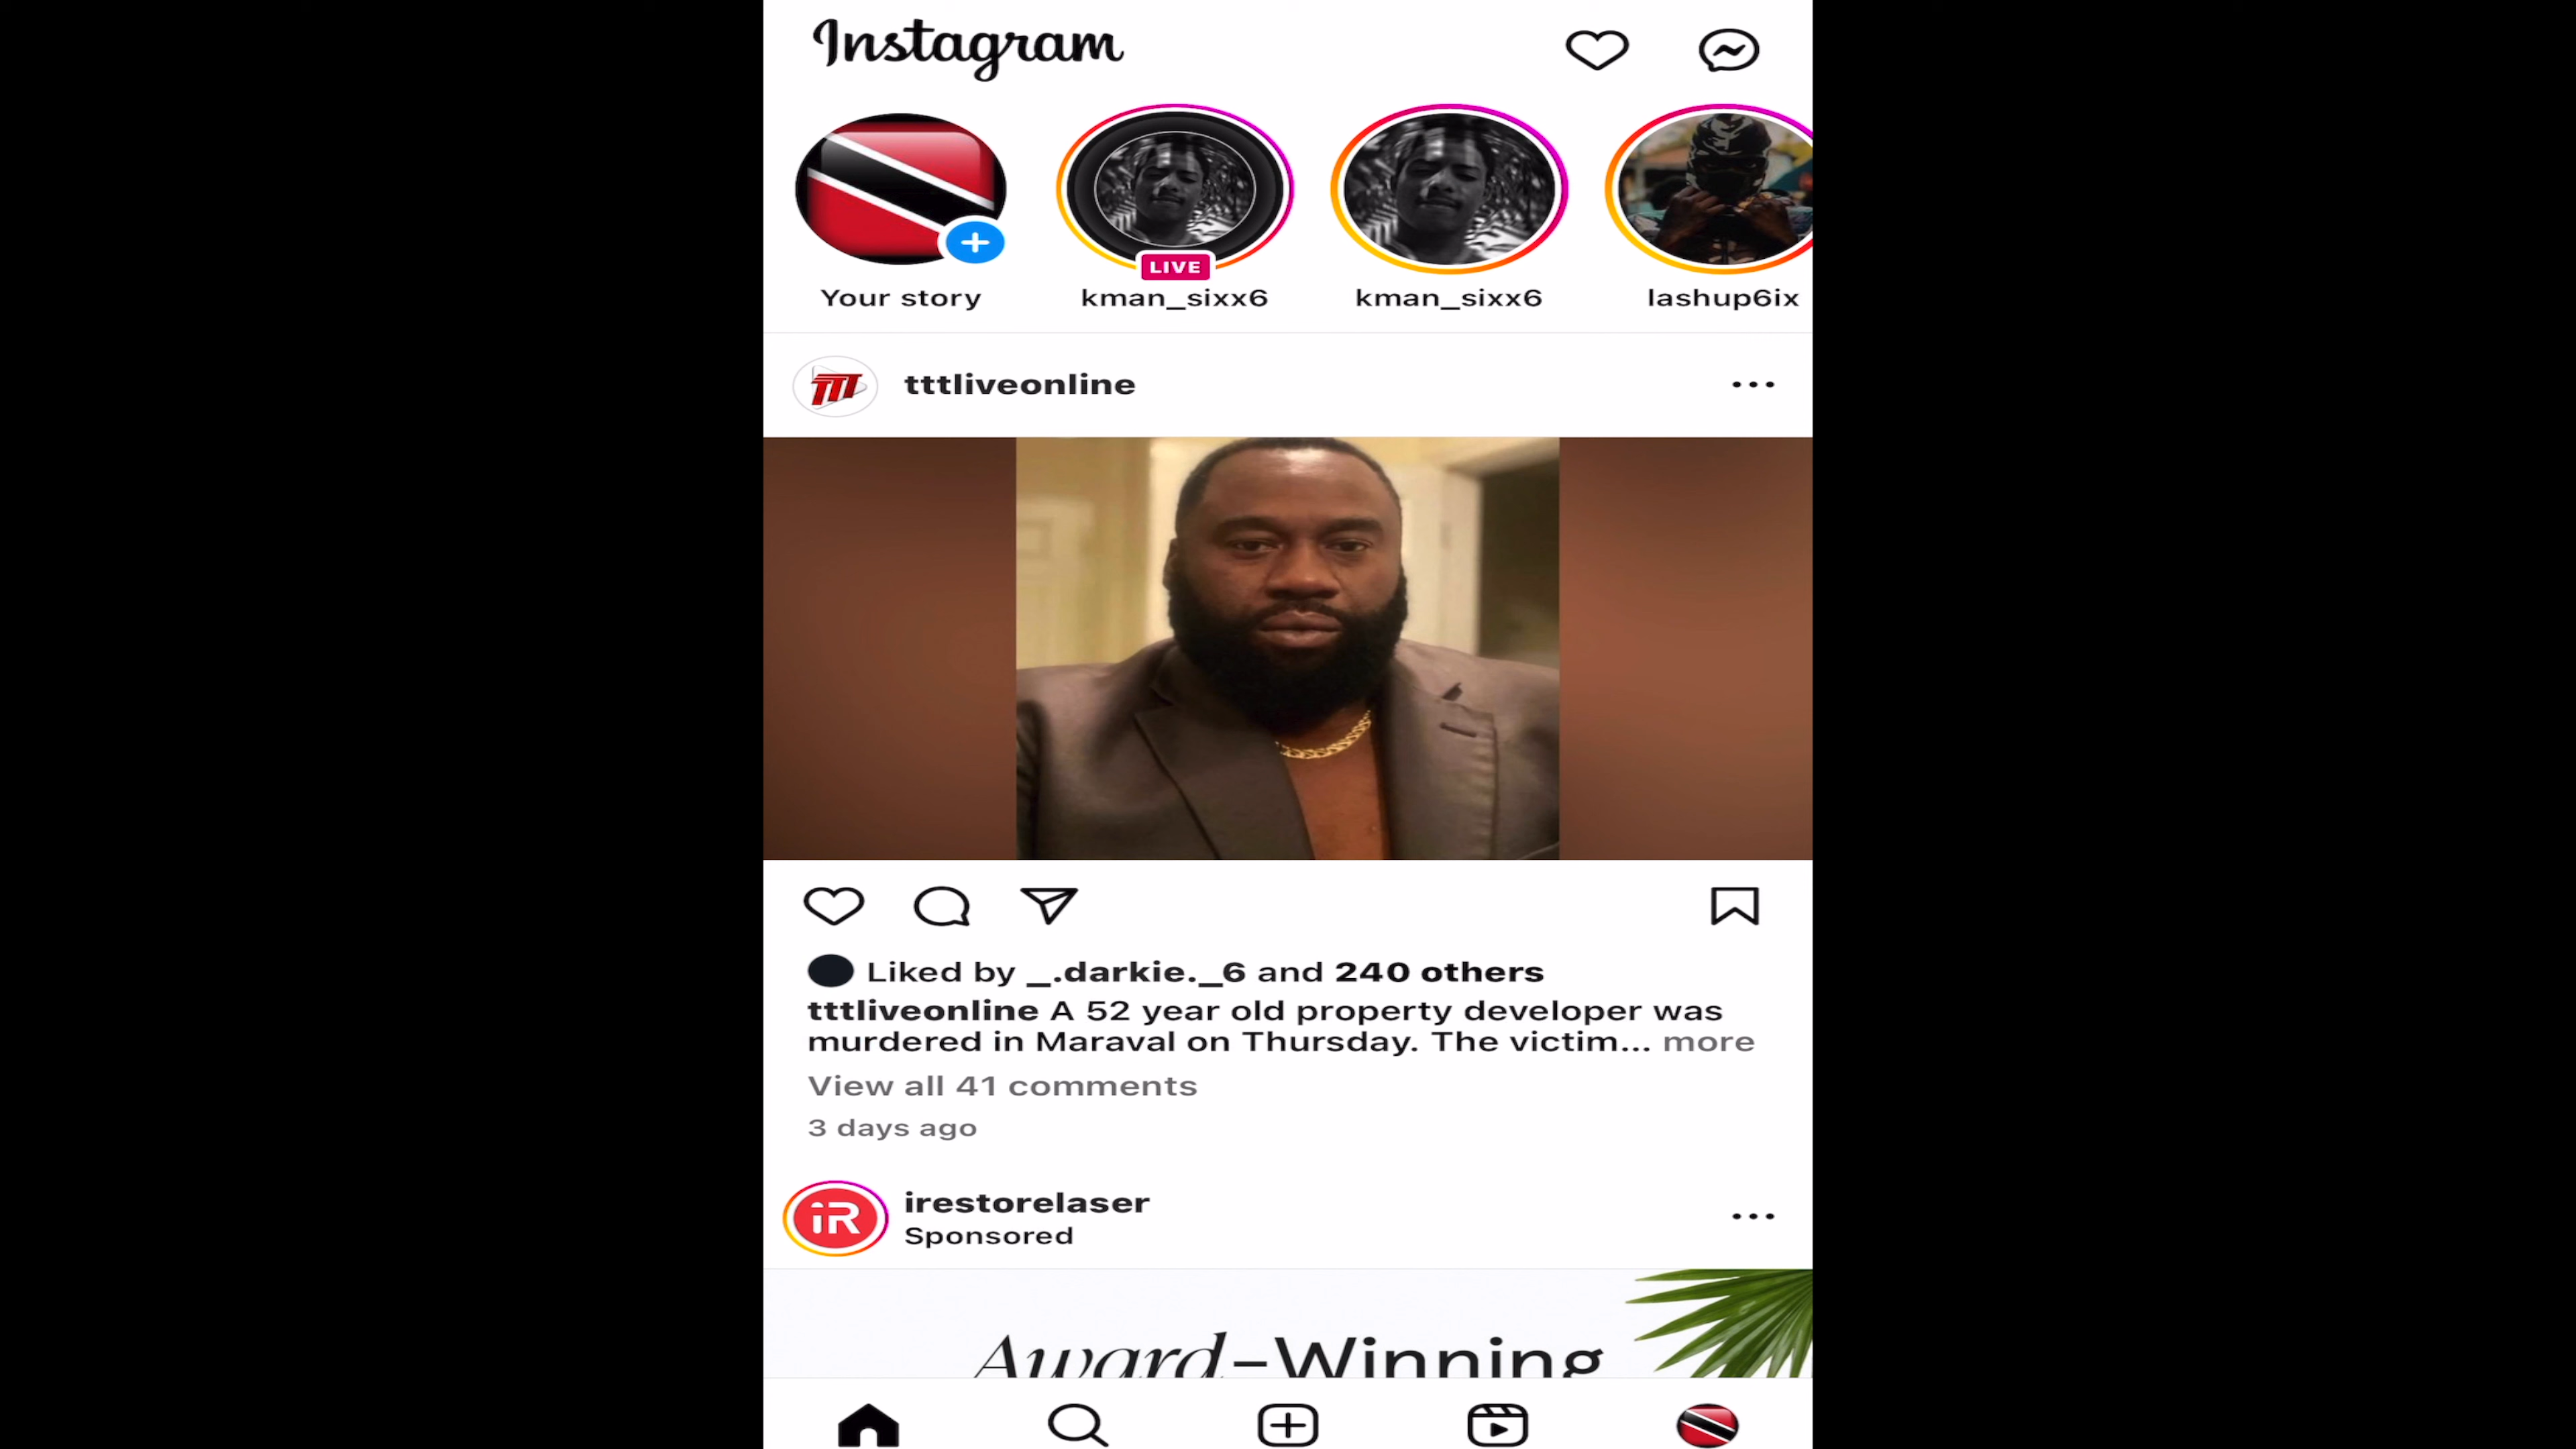 Instagram
LIVE
Your story
kman_sixx6
kman_sixx6
lashup6ix
TTT
tttliveonline
Liked by _.darkie._6 and 240 others
tttliveonline A 52 year old property developer was
murdered in Maraval on Thursday. The victim... more
View all 41 comments
3 days ago
iR
irestorelaser
Sponsored
Award-Winning